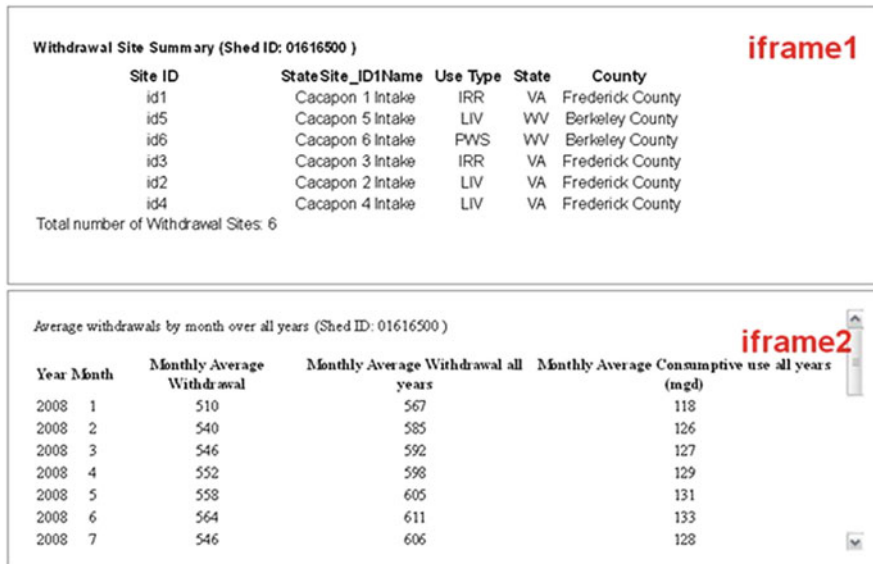 Withdrawal Site Summary (Shed ID: 01616500 )
iframe1
Site ID StateSite_ID1Name Use Type State County
id1 Cacapon 1 Intake IRR VA Frederick County
id5 Cacapon 5 Intake LIV WV Berkeley County
id6 Cacapon 6 Intake PWS WV Berkeley County
id3 Cacapon 3 Intake IRR VA Frederick County
id2 Cacapon 2 Intake LIV VA Frederick County
id4 Cacapon 4 Intake LIV VA Frederick County
Total number of Withdrawal Sites: 6
Average withdrawals by month over all years (Shed ID: 01616500 )
iframe2
Year Month Monthly Average Withdrawal Monthly Average Withdrawal all years Monthly Average Consumptive use all years (mgd)
2008 1 510 567 118
2008 2 540 585 126
2008 3 546 592 127
2008 4 552 598 129
2008 5 558 605 131
2008 6 564 611 133
2008 7 546 606 128